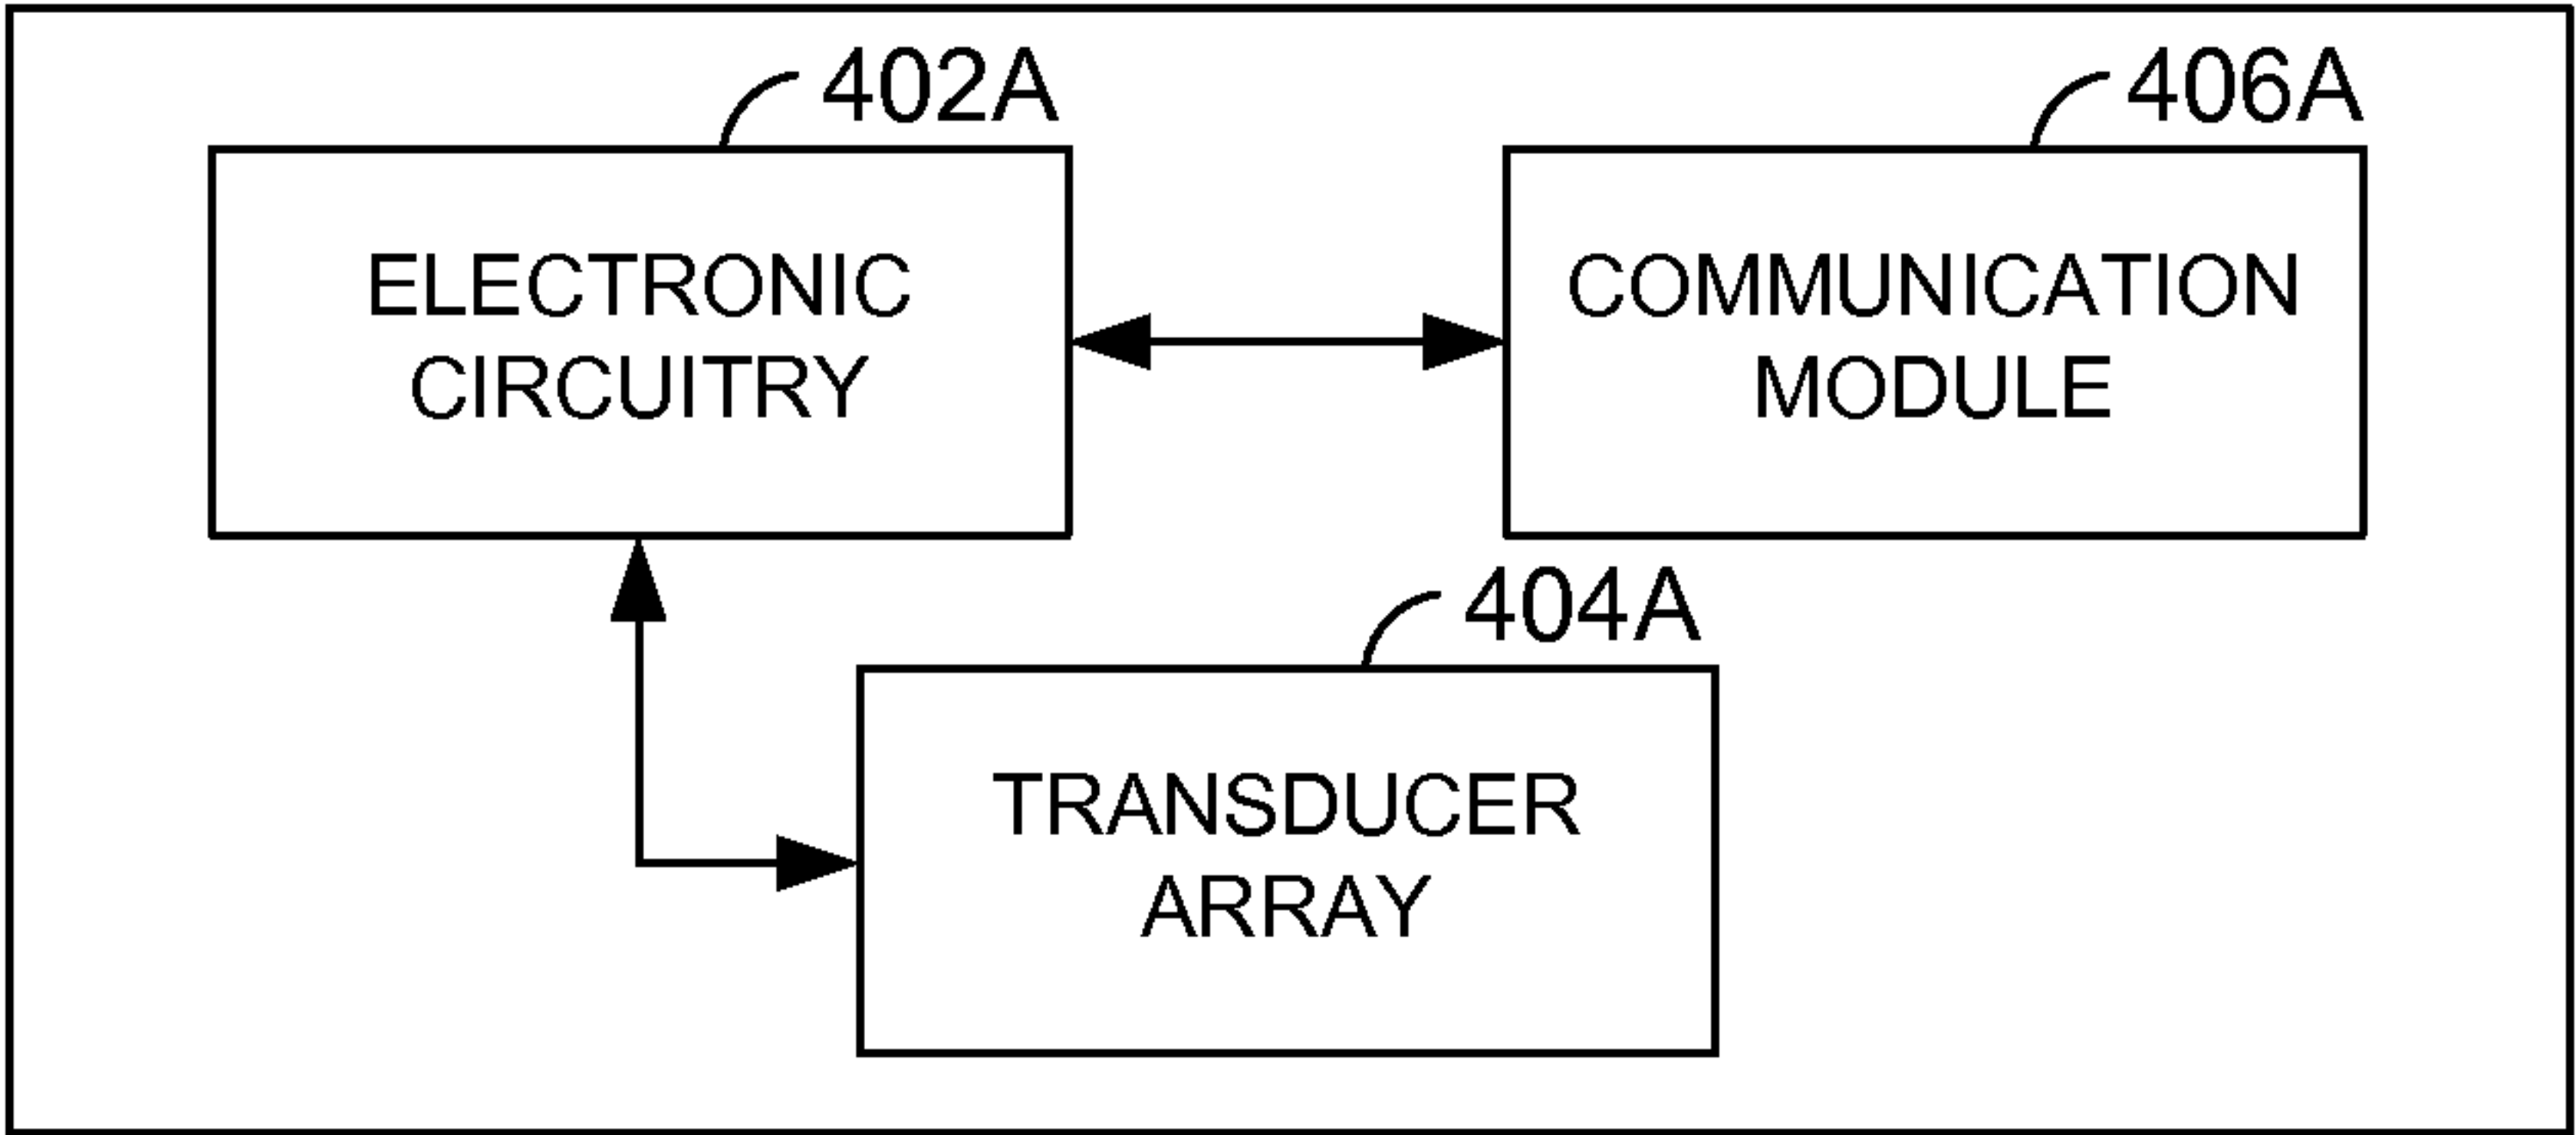 402A
ELECTRONIC
CIRCUITRY
406A
COMMUNICATION
MODULE
404A
TRANSDUCER
ARRAY